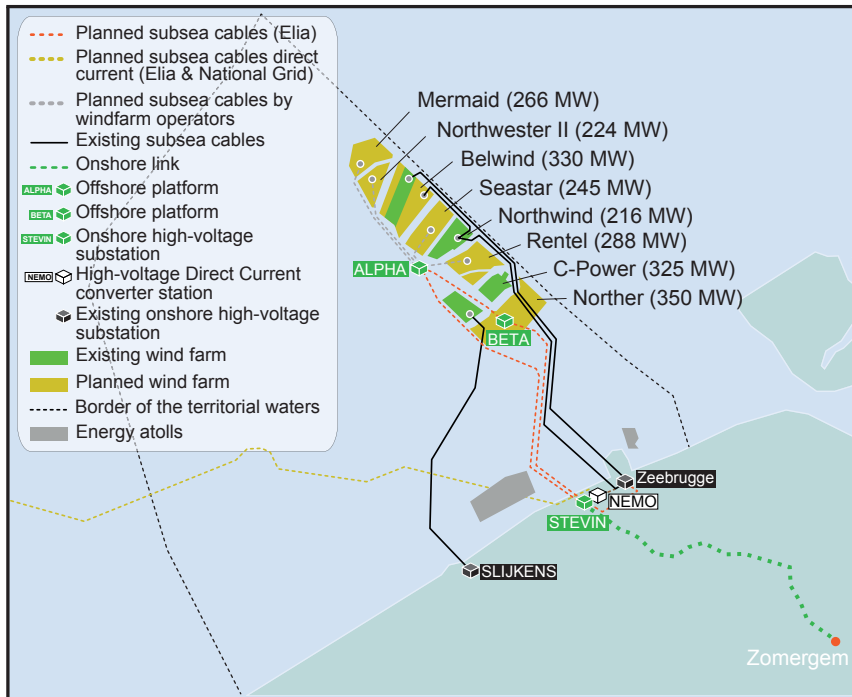 Planned subsea cables (Elia)
Planned subsea cables direct
current (Elia & National Grid)
Planned subsea cables by
windfarm operators
Existing subsea cables
Onshore link
ALPHA Offshore platform
BETA Offshore platform
STEVIN Onshore high-voltage
substation
NEMO High-voltage Direct Current
converter station
Existing onshore high-voltage
substation
Existing wind farm
Planned wind farm
Border of the territorial waters
Energy atolls
Mermaid (266 MW)
Northwester II (224 MW)
Belwind (330 MW)
Seastar (245 MW)
Northwind (216 MW)
Rentel (288 MW)
C-Power (325 MW)
Norther (350 MW)
ALPHA
BETA
Zeebrugge
NEMO
STEVIN
SLIJKENS
Zomergem